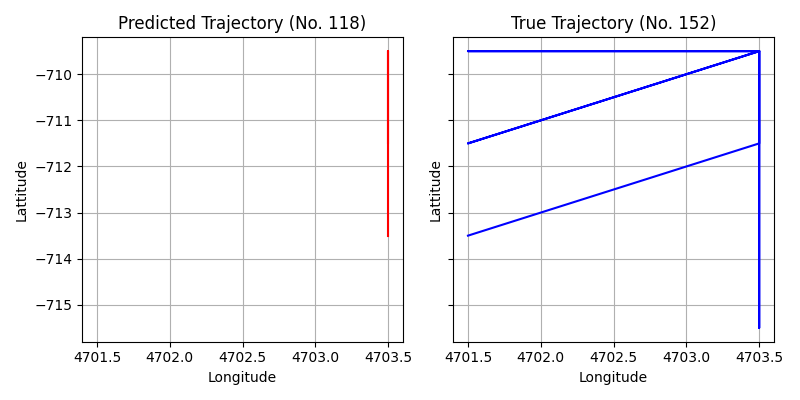 Predicted Trajectory (No. 118)
Lattitude
−710
−711
−712
−713
−714
−715
4701.5 4702.0 4702.5 4703.0 4703.5
Longitude
True Trajectory (No. 152)
Lattitude
4701.5 4702.0 4702.5 4703.0 4703.5
Longitude